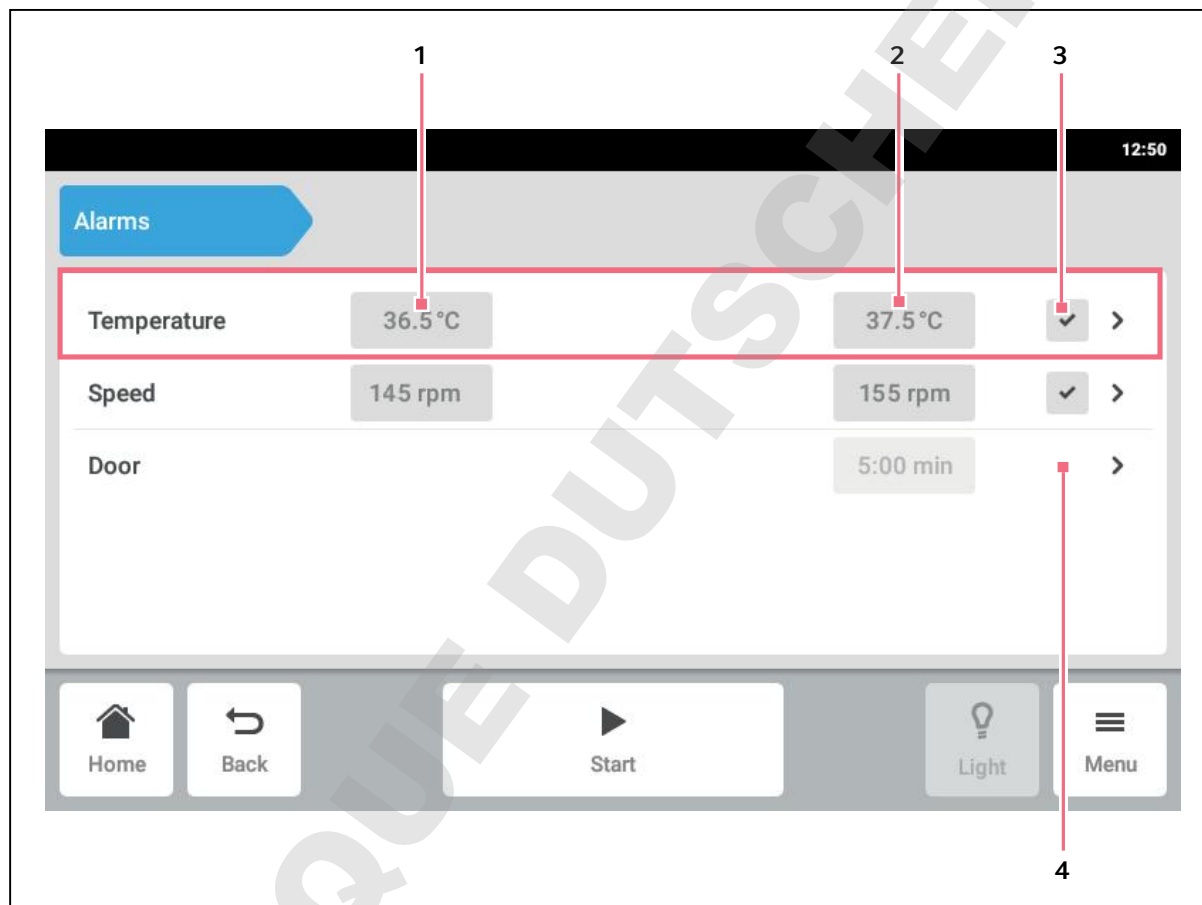 1 2 3
12:50
Alarms
Temperature 36.5°C 37.5°C
Speed 145 rpm 155 rpm
Door 5:00 min
Home Back Start Light Menu
4
QUE DUTSCHE